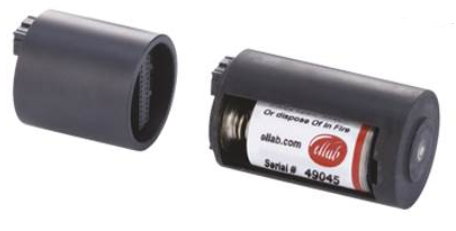 Or dispose Of in Fire
ellab.com
ellab
Serial # 49045